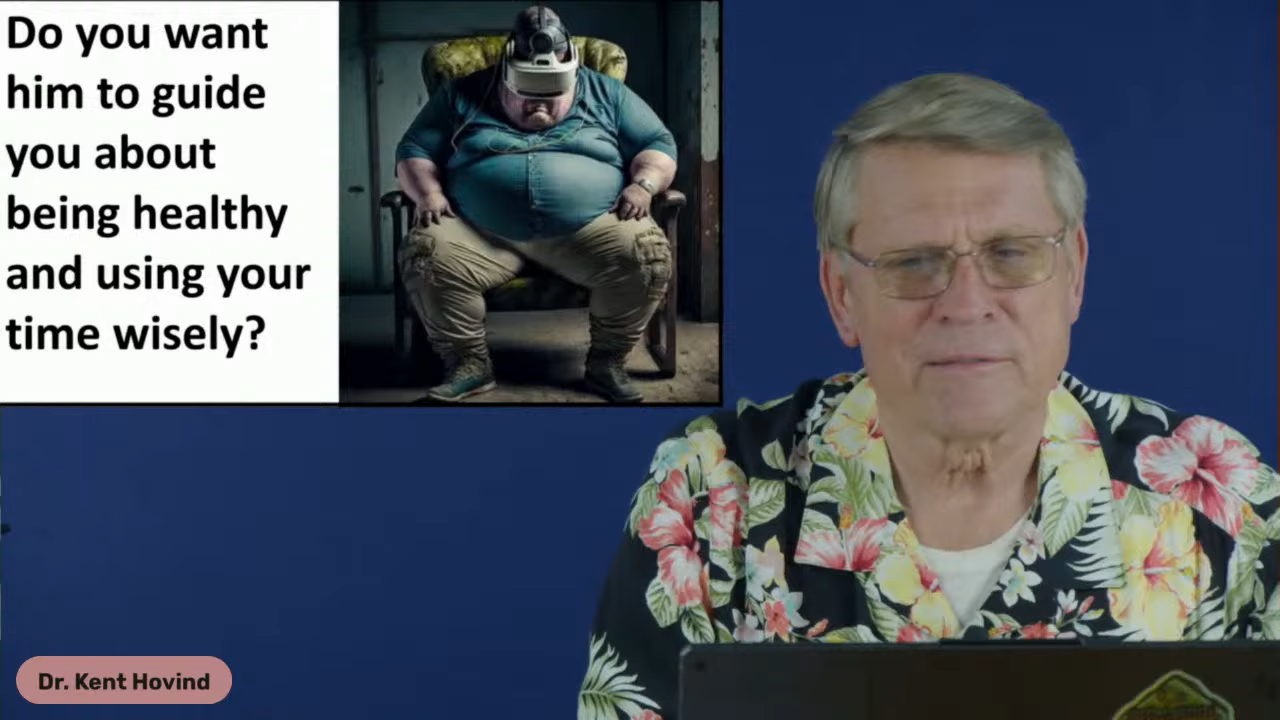 Do you want
him to guide
you about
being healthy
and using your
time wisely?
Dr. Kent Hovind